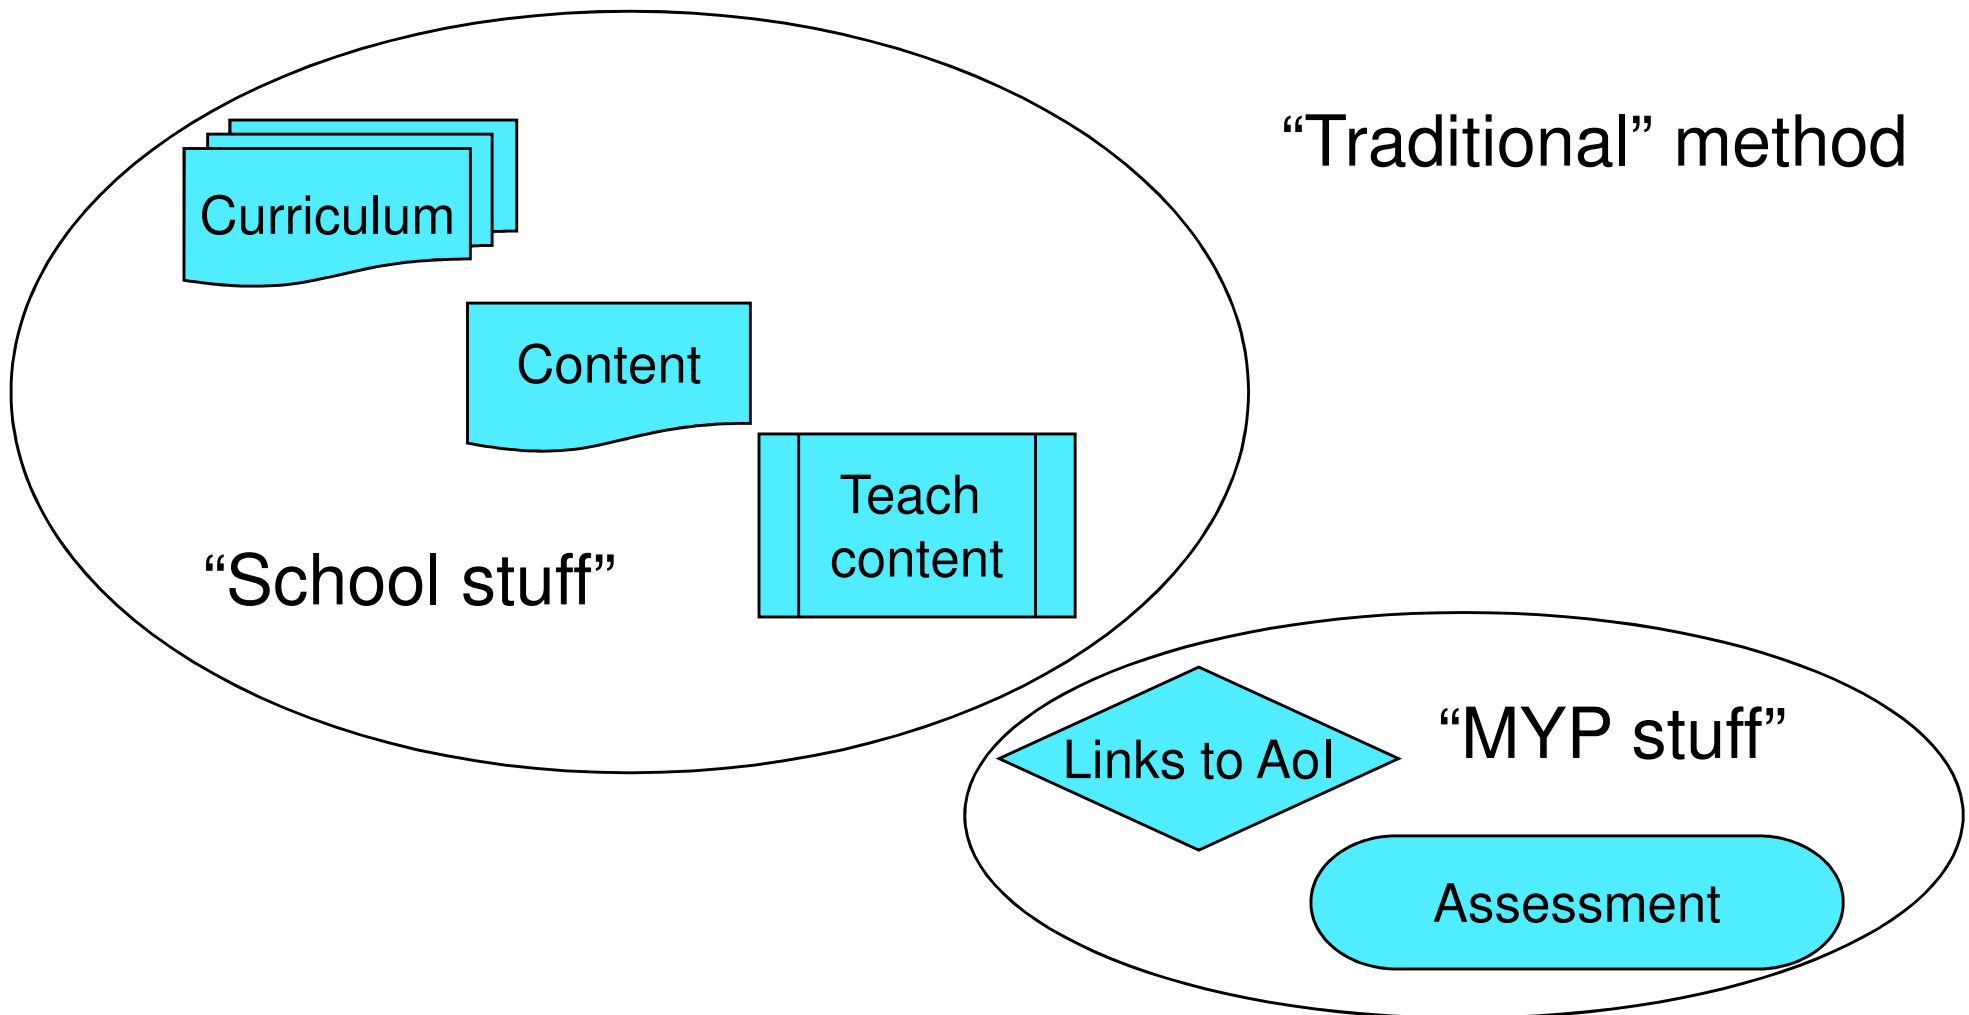 “Traditional” method
Curriculum
Content
Teach
content
“School stuff”
“MYP stuff”
Links to AoI
Assessment